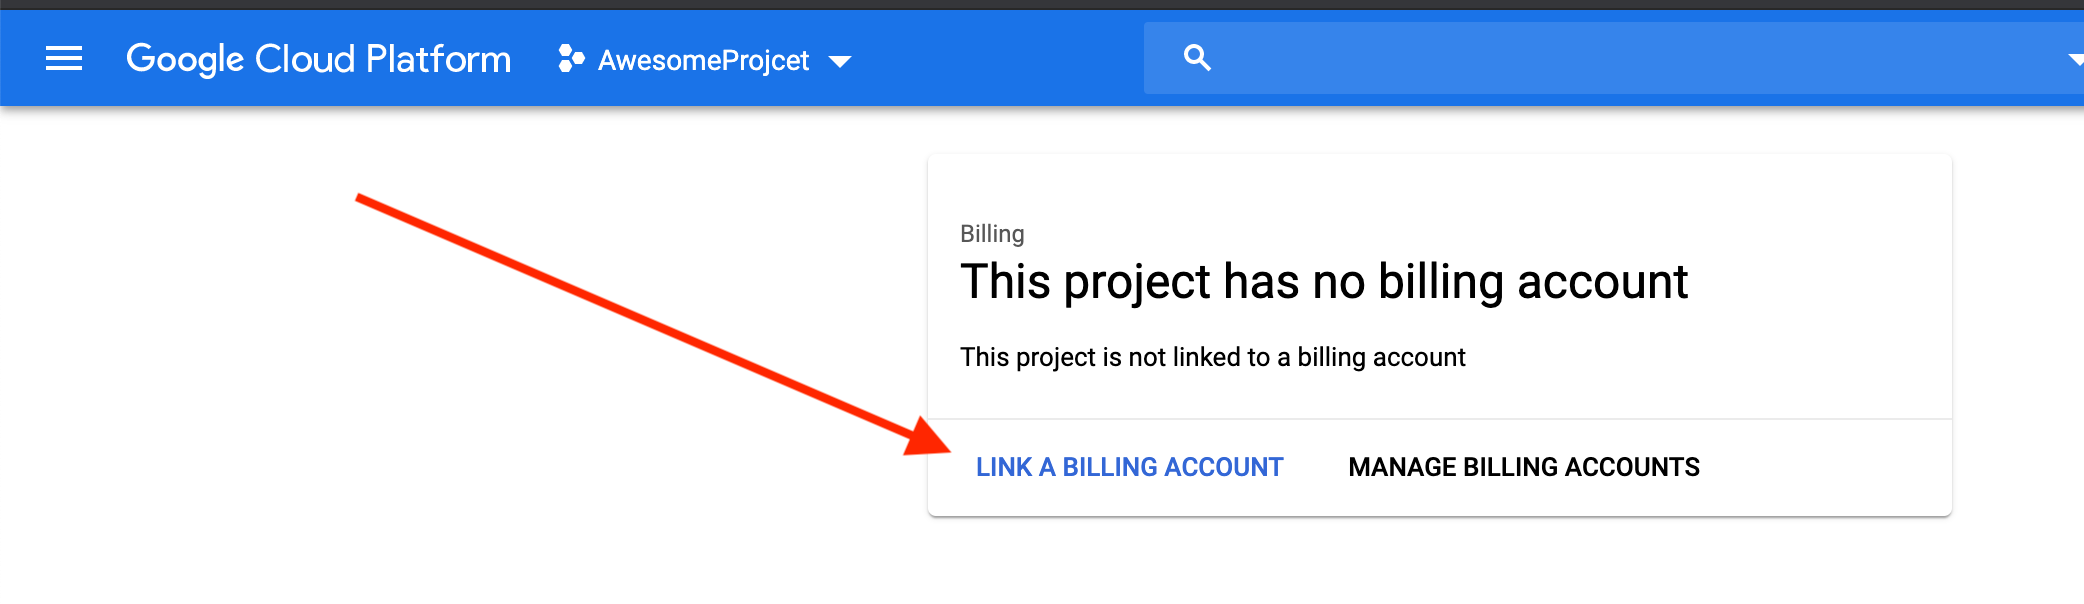 Google Cloud Platform AwesomeProjcet
Billing
This project has no billing account
This project is not linked to a billing account
LINK A BILLING ACCOUNT MANAGE BILLING ACCOUNTS